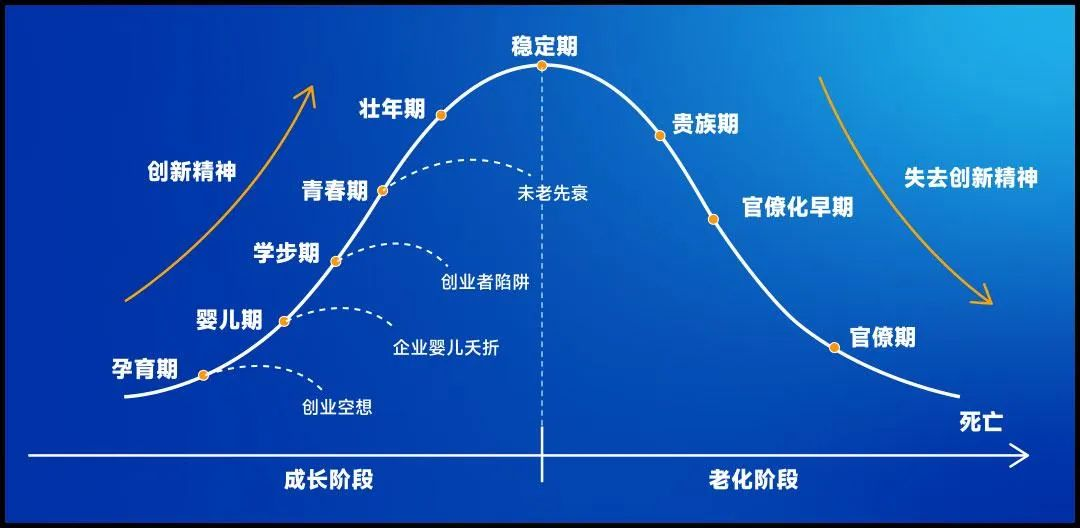 稳定期
壮年期
贵族期
创新精神
失去创新精神
青春期
未老先衰
官僚化早期
学步期
创业者陷阱
婴儿期
企业婴儿夭折
官僚期
孕育期
创业空想
死亡
成长阶段
老化阶段